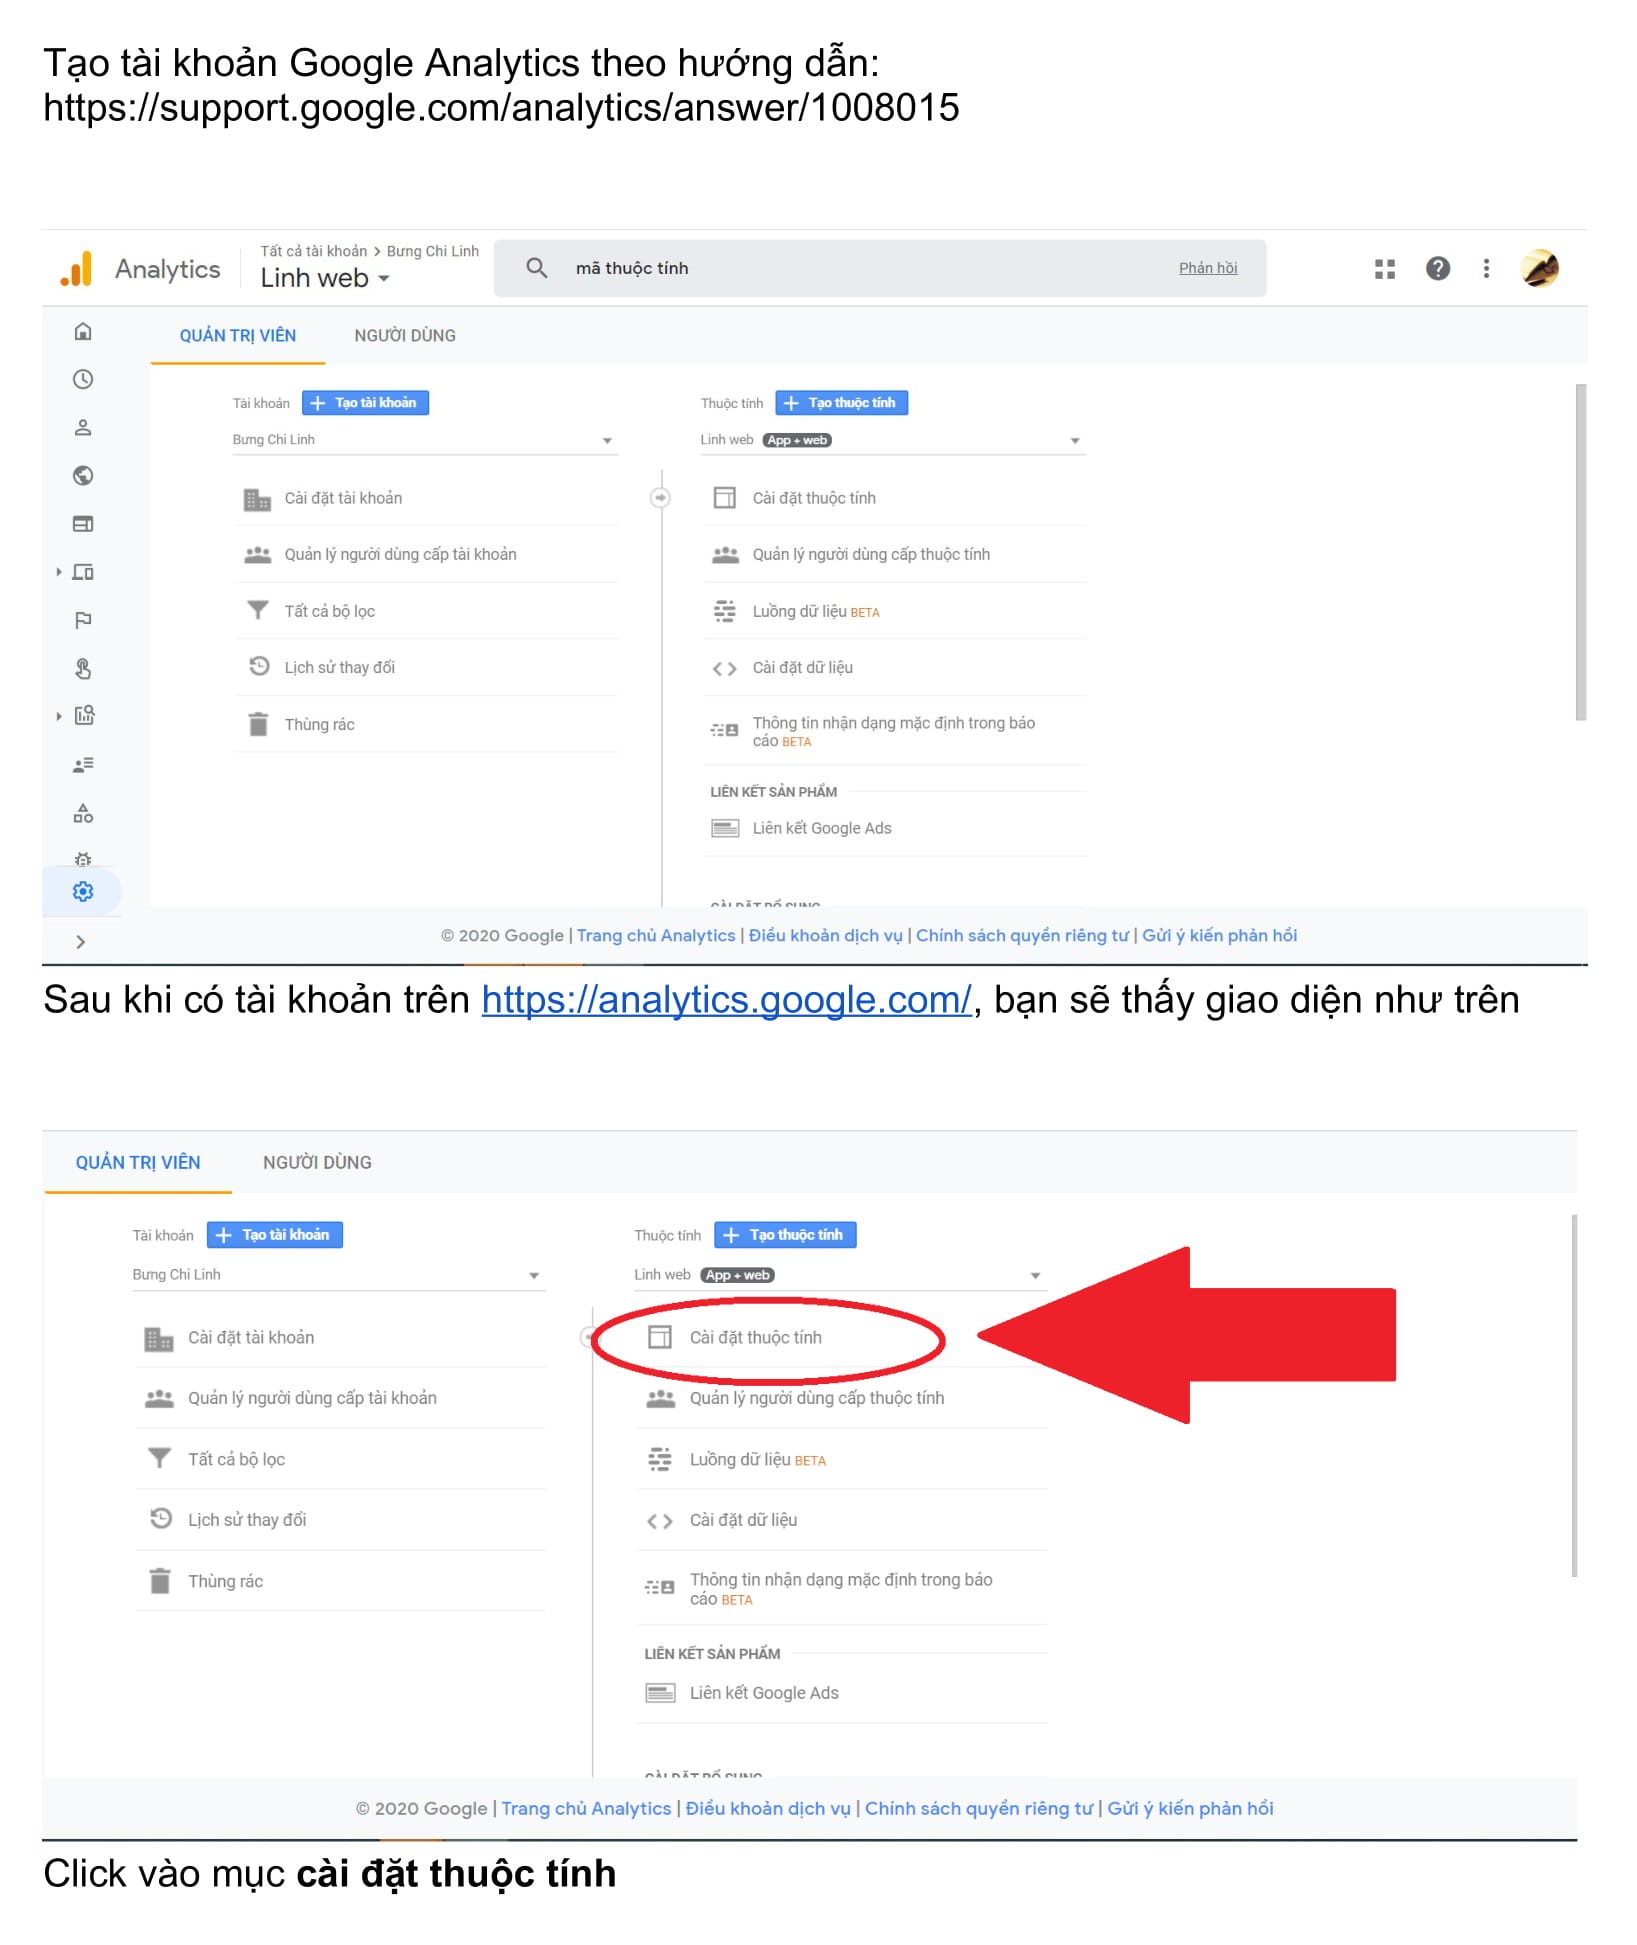 Tạo tài khoản Google Analytics theo hướng dẫn:
https://support.google.com/analytics/answer/1008015
Analytics
Tất cả tài khoản > Bưng Chi Linh
Linh web
mã thuộc tính
Phản hồi
QUẢN TRỊ VIÊN
NGƯỜI DÙNG
Tài khoản
+ Tạo tài khoản
Bưng Chi Linh
Cài đặt tài khoản
Quản lý người dùng cấp tài khoản
Tất cả bộ lọc
Lịch sử thay đổi
Thùng rác
Thuộc tính
+ Tạo thuộc tính
Linh web App + web
Cài đặt thuộc tính
Quản lý người dùng cấp thuộc tính
Luồng dữ liệu BETA
Cài đặt dữ liệu
Thông tin nhận dạng mặc định trong báo
cáo BETA
LIÊN KẾT SẢN PHẨM
Liên kết Google Ads
CÀI ĐẶT BỔ SUNG
© 2020 Google | Trang chủ Analytics | Điều khoản dịch vụ | Chính sách quyền riêng tư | Gửi ý kiến phản hồi
Sau khi có tài khoản trên https://analytics.google.com/, bạn sẽ thấy giao diện như trên
QUẢN TRỊ VIÊN
NGƯỜI DÙNG
Tài khoản
+ Tạo tài khoản
Bưng Chi Linh
Cài đặt tài khoản
Quản lý người dùng cấp tài khoản
Tất cả bộ lọc
Lịch sử thay đổi
Thùng rác
Thuộc tính
+ Tạo thuộc tính
Linh web App + web
Cài đặt thuộc tính
Quản lý người dùng cấp thuộc tính
Luồng dữ liệu BETA
Cài đặt dữ liệu
Thông tin nhận dạng mặc định trong báo
cáo BETA
LIÊN KẾT SẢN PHẨM
Liên kết Google Ads
CÀI ĐẶT BỔ SUNG
© 2020 Google | Trang chủ Analytics | Điều khoản dịch vụ | Chính sách quyền riêng tư | Gửi ý kiến phản hồi
Click vào mục cài đặt thuộc tính